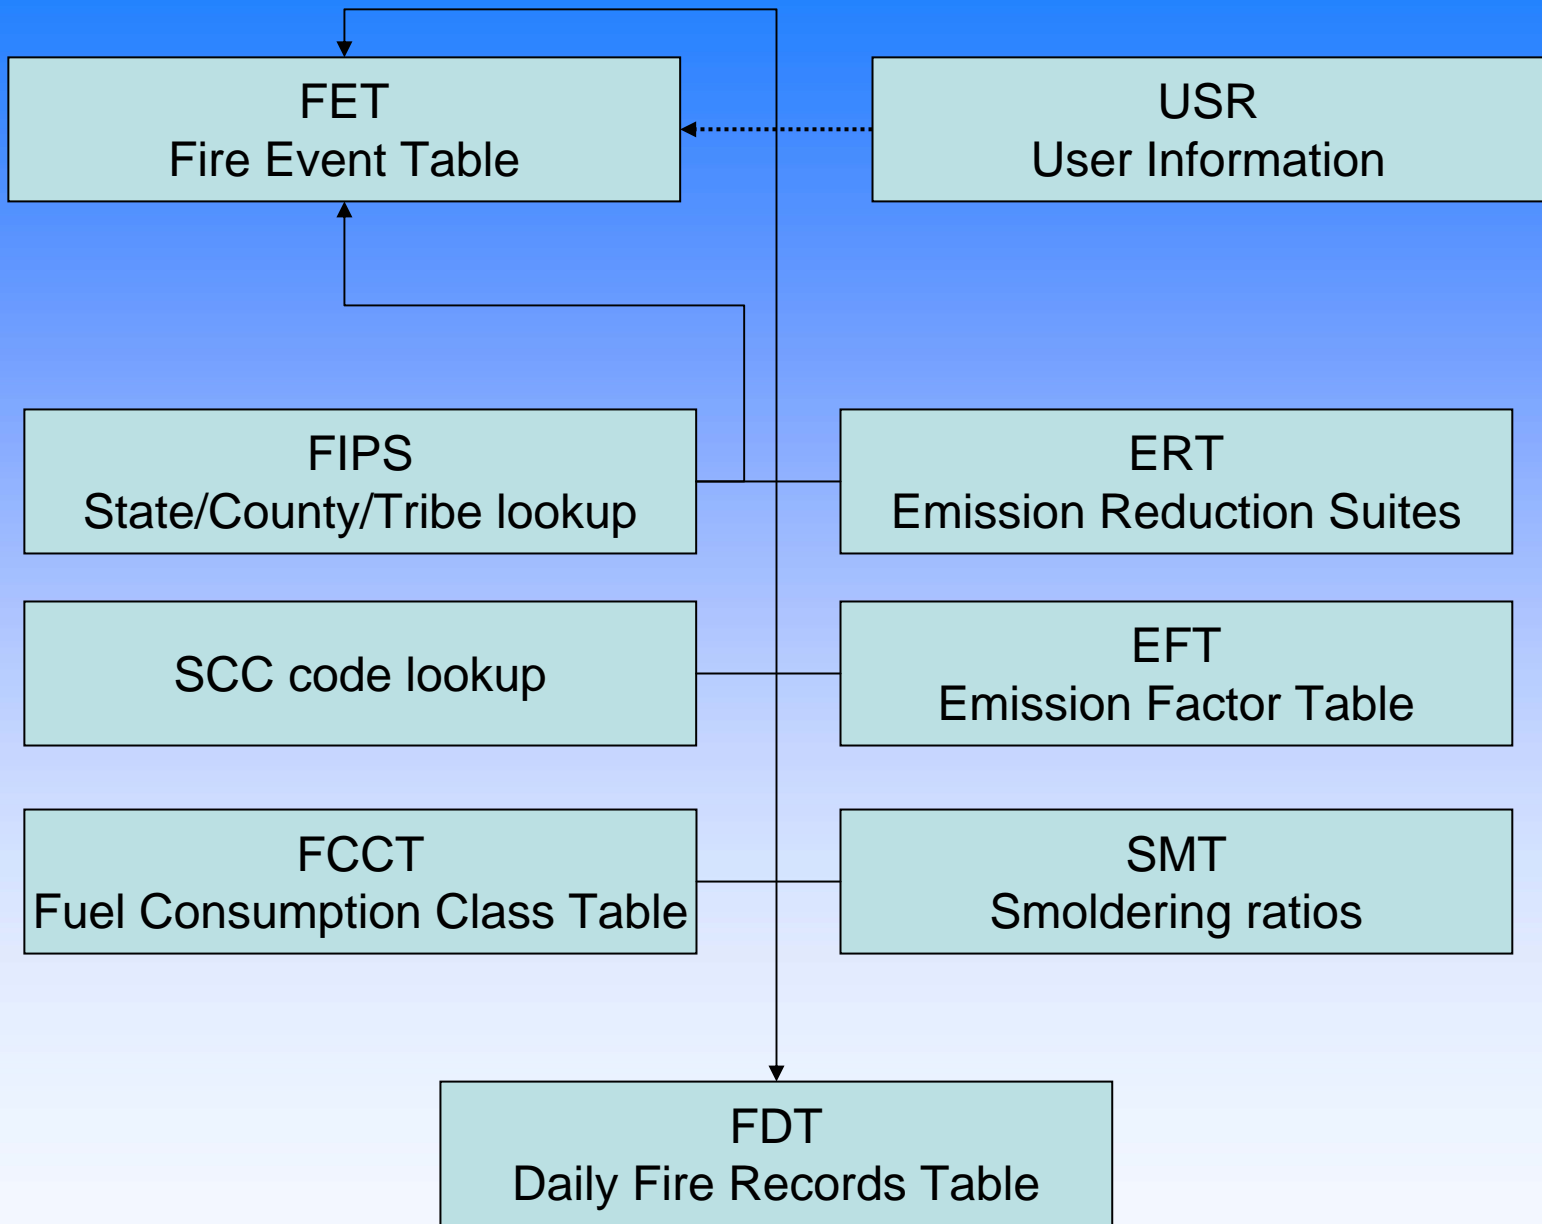 FET
Fire Event Table
USR
User Information
FIPS
State/County/Tribe lookup
ERT
Emission Reduction Suites
SCC code lookup
EFT
Emission Factor Table
FCCT
Fuel Consumption Class Table
SMT
Smoldering ratios
FDT
Daily Fire Records Table